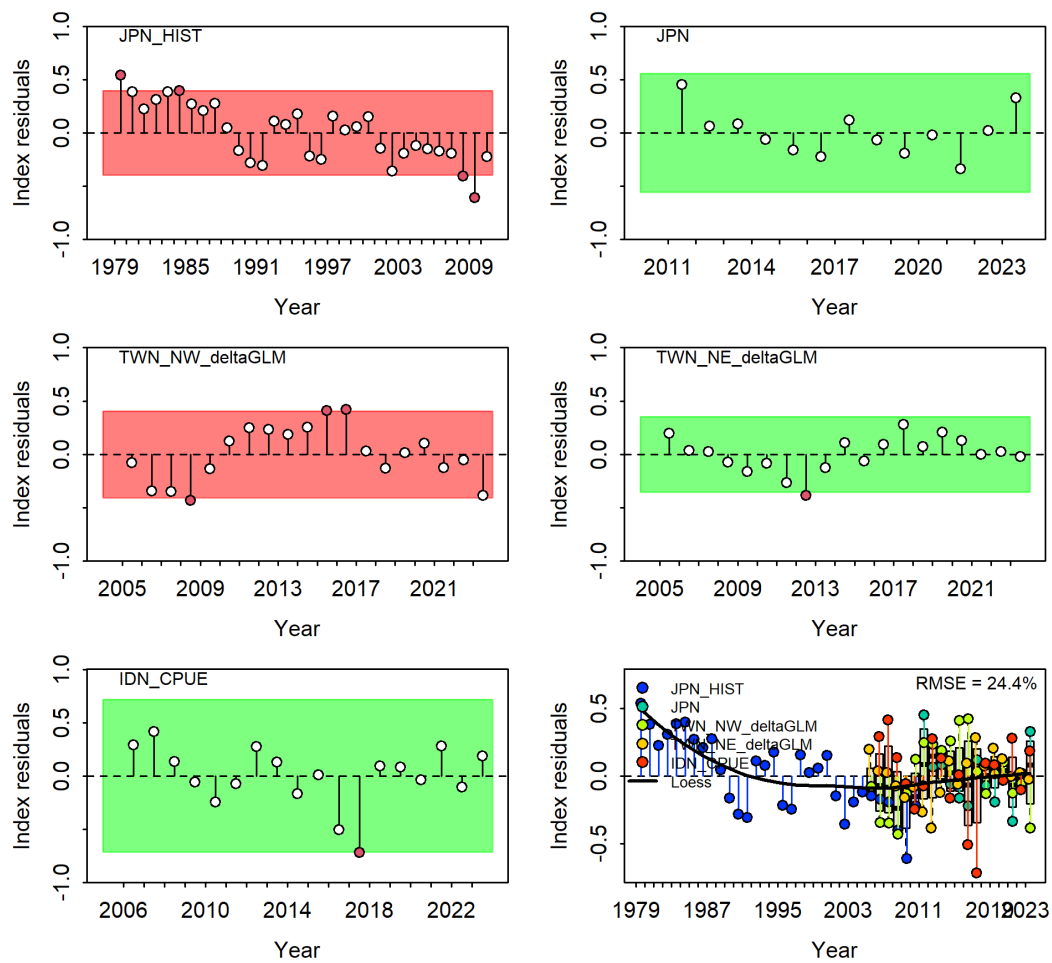 JPN_HIST
Index residuals
1.0
0.5
0.0
-1.0
1979 1985 1991 1997 2003 2009
Year
JPN
Index residuals
1.0
0.5
0.0
-1.0
2011 2014 2017 2020 2023
Year
TWN_NW_deltaGLM
Index residuals
1.0
0.5
0.0
-1.0
2005 2009 2013 2017 2021
Year
TWN_NE_deltaGLM
Index residuals
1.0
0.5
0.0
-1.0
2005 2009 2013 2017 2021
Year
IDN_CPUE
Index residuals
1.0
0.5
0.0
-1.0
2006 2010 2014 2018 2022
Year
RMSE = 24.4%
JPN_HIST
JPN
TWN_NW_deltaGLM
TWN_NE_deltaGLM
IDN_CPUE
Loess
Index residuals
0.5
0.0
-0.5
1979 1987 1995 2003 2011 2019 2023
Year